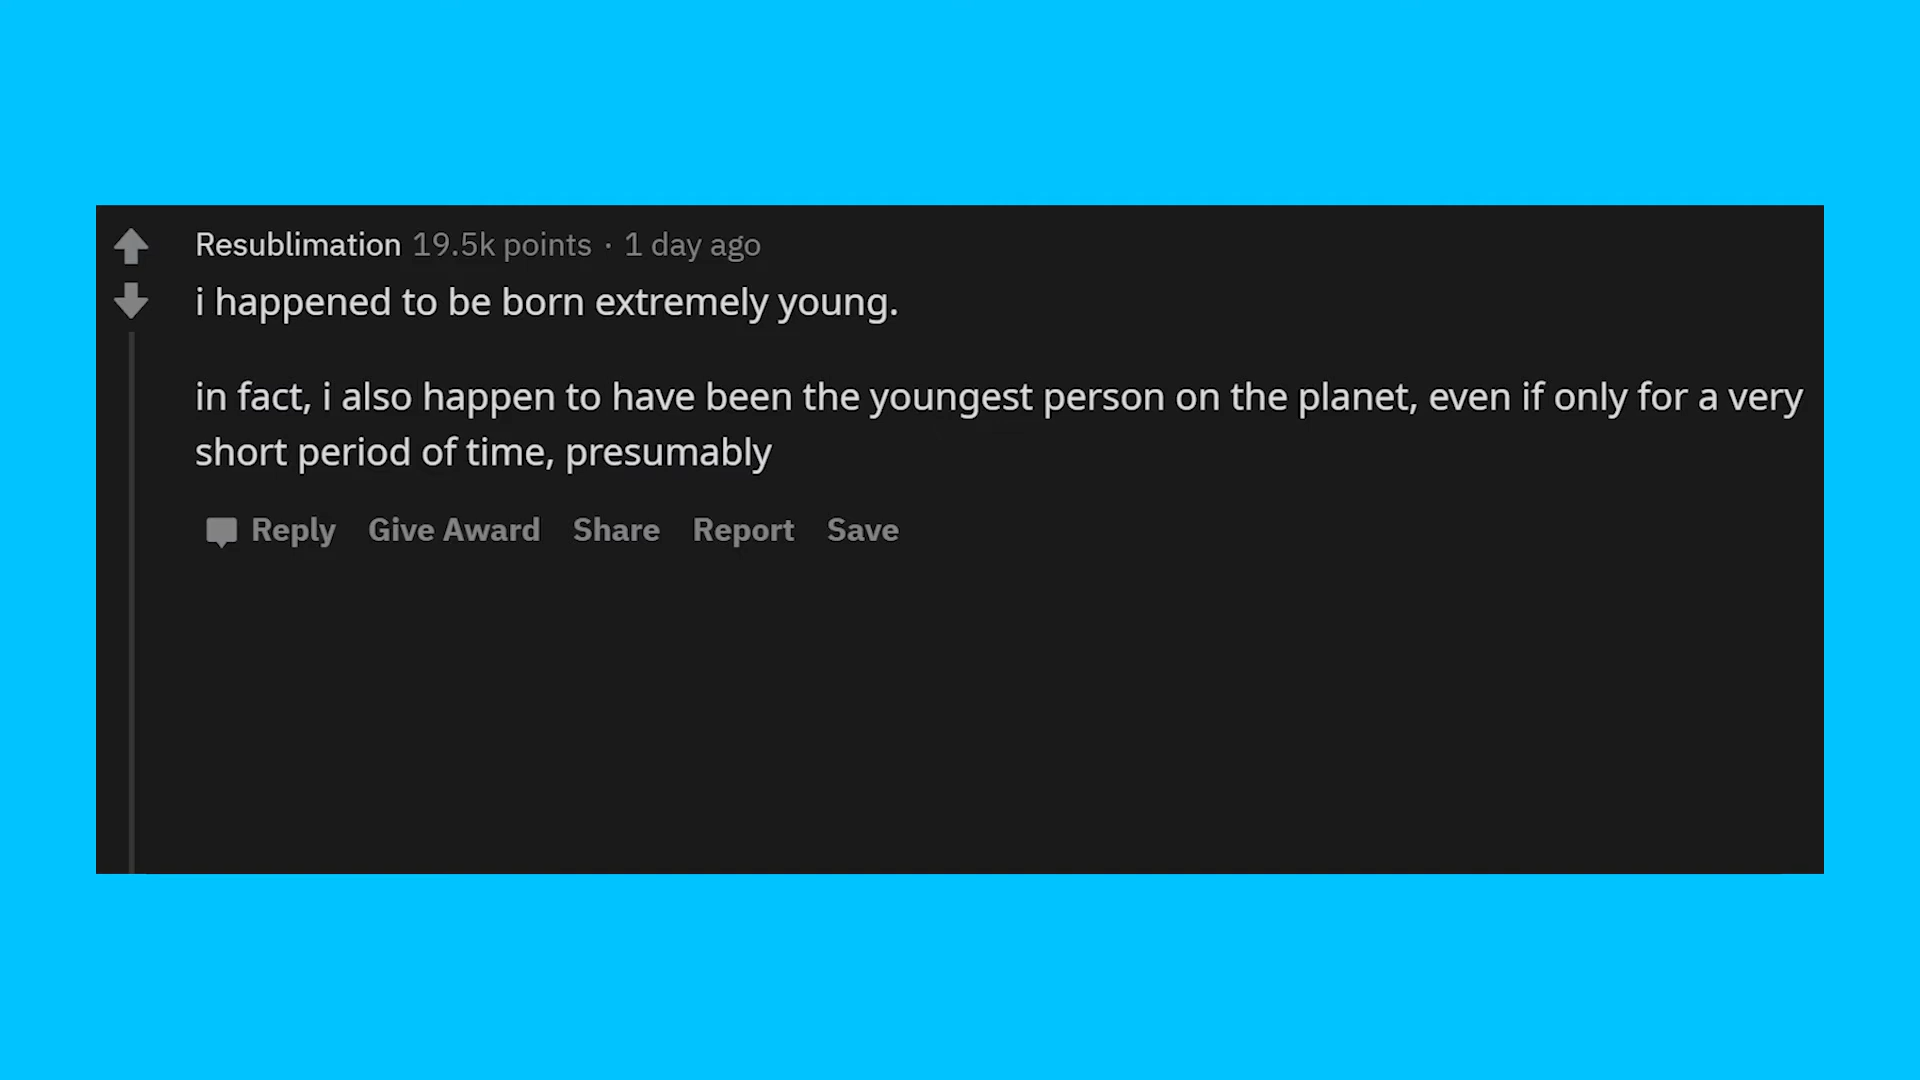 Resublimation 19.5k points · 1 day ago
i happened to be born extremely young.
in fact, i also happen to have been the youngest person on the planet, even if only for a very
short period of time, presumably
Reply Give Award Share Report Save